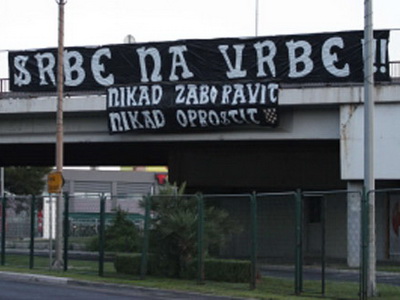 SRBE NA VRBE!!
NIKAD ZABORAVIT
NIKAD OPROSTIT